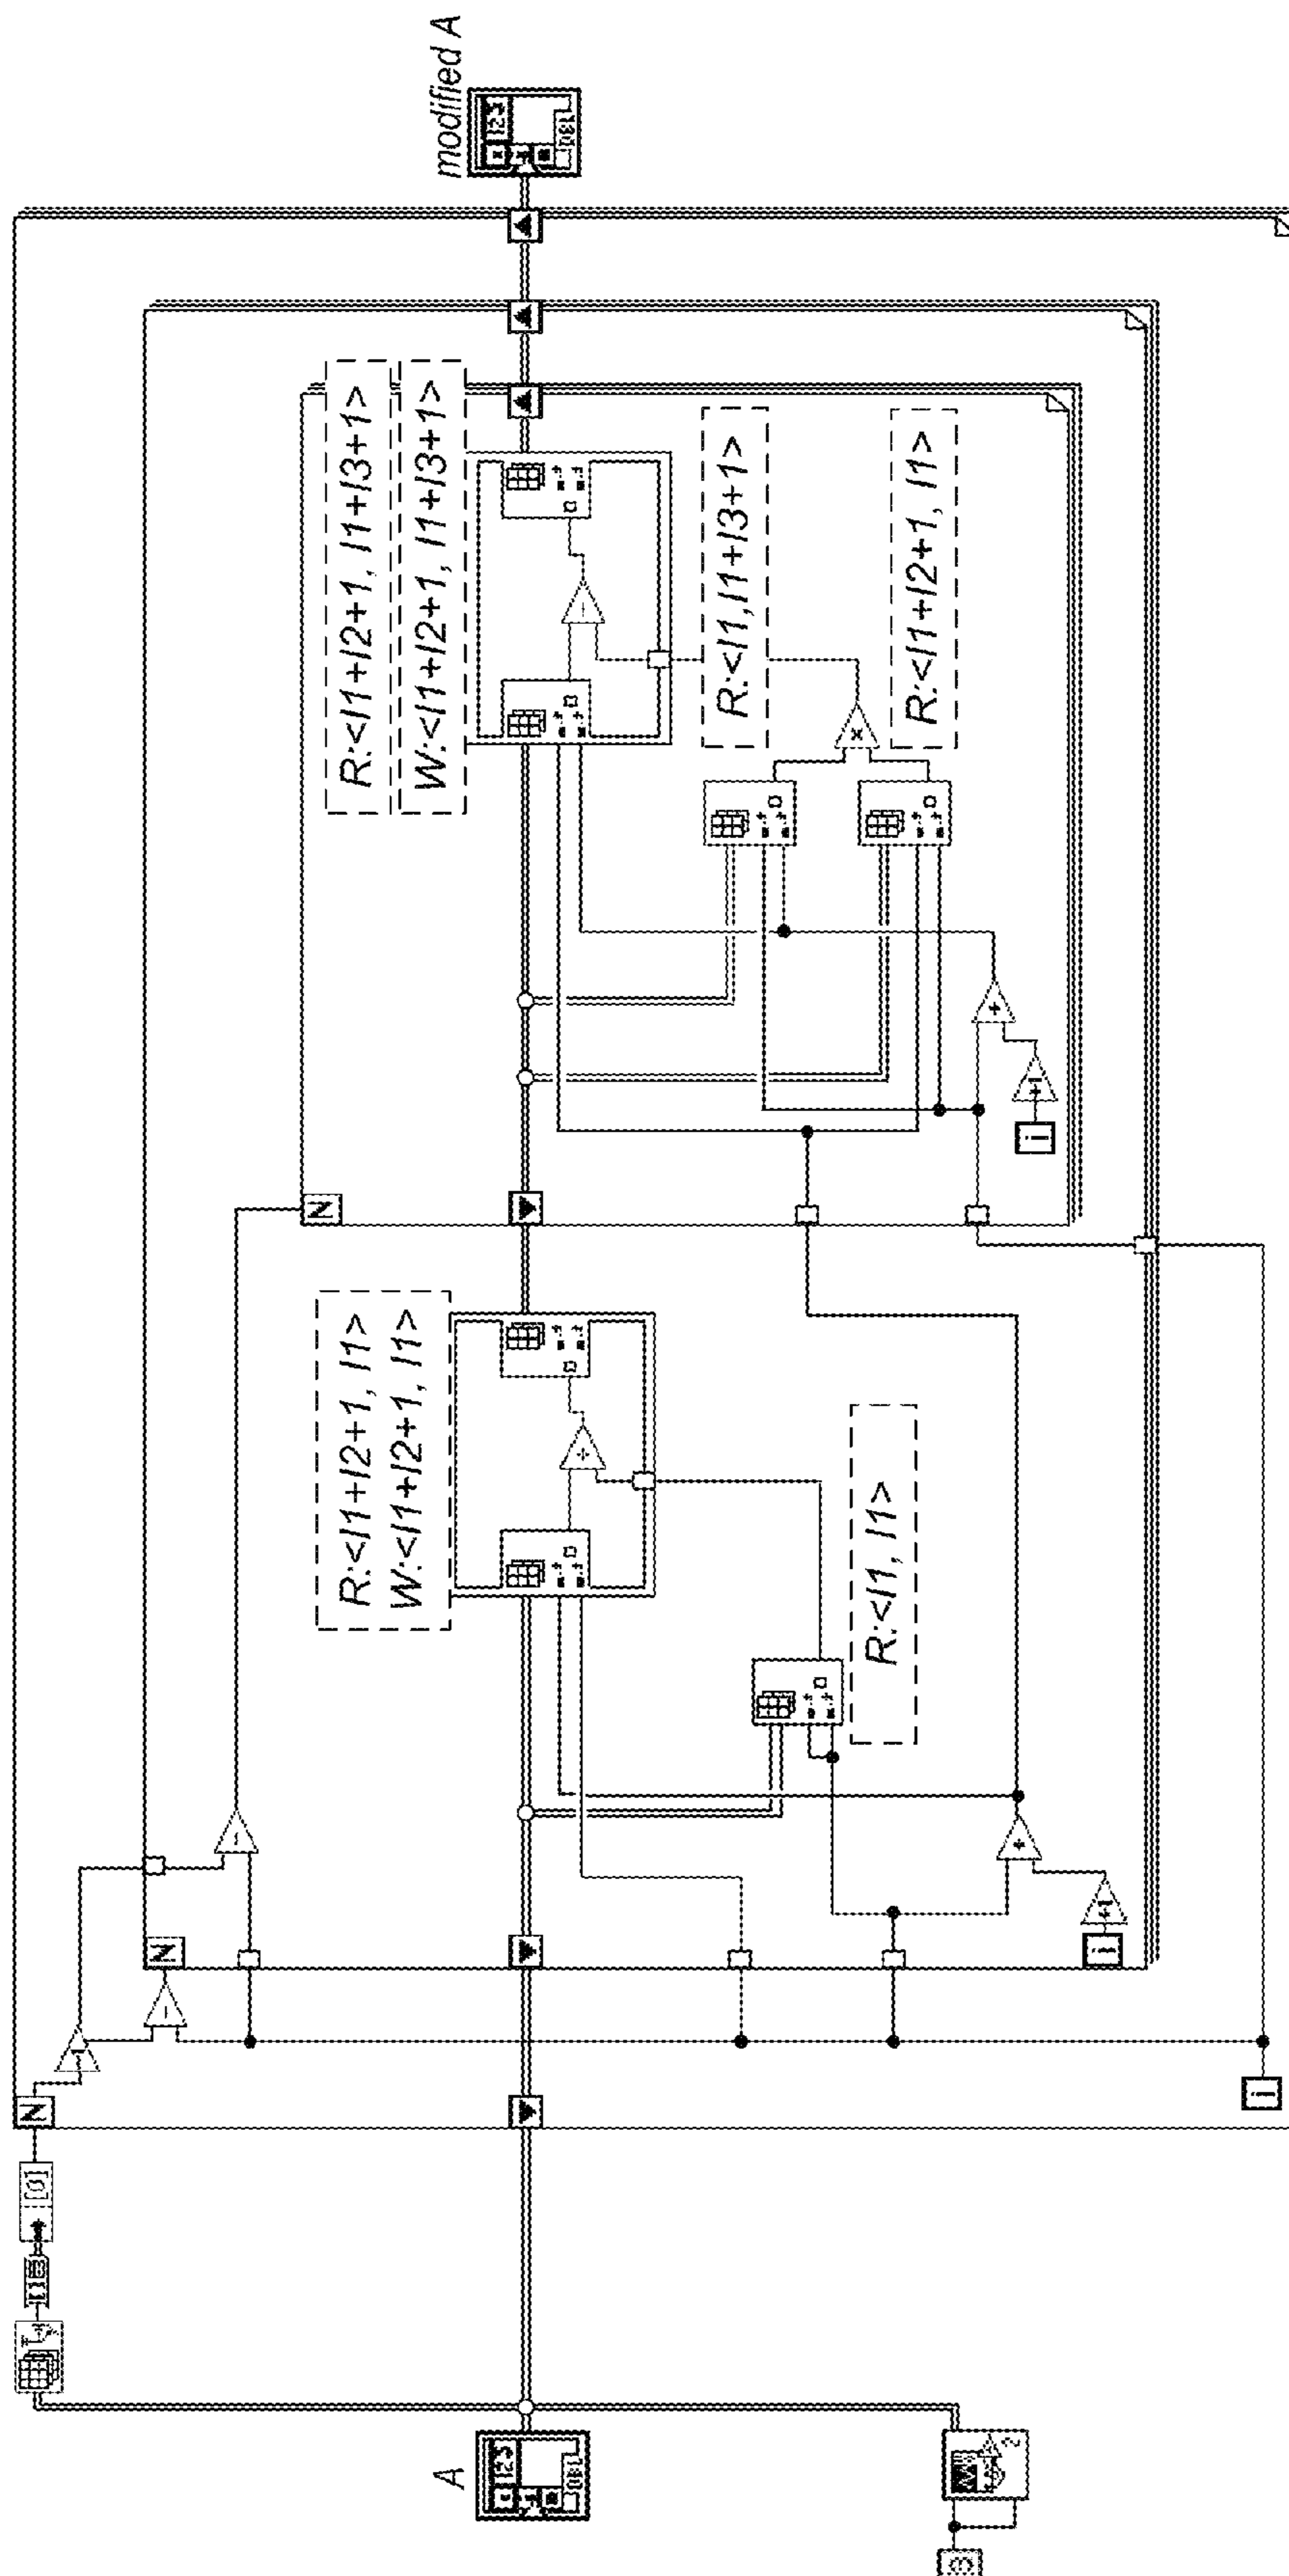 A
modified A
N
N
N
i
i
i
[0]
R:<I1+I2+1, I1>
W:<I1+I2+1, I1>
R:<I1, I1>
R:<I1+I2+1, I1+I3+1>
W:<I1+I2+1, I1+I3+1>
R:<I1,I1+I3+1>
R:<I1+I2+1, I1>